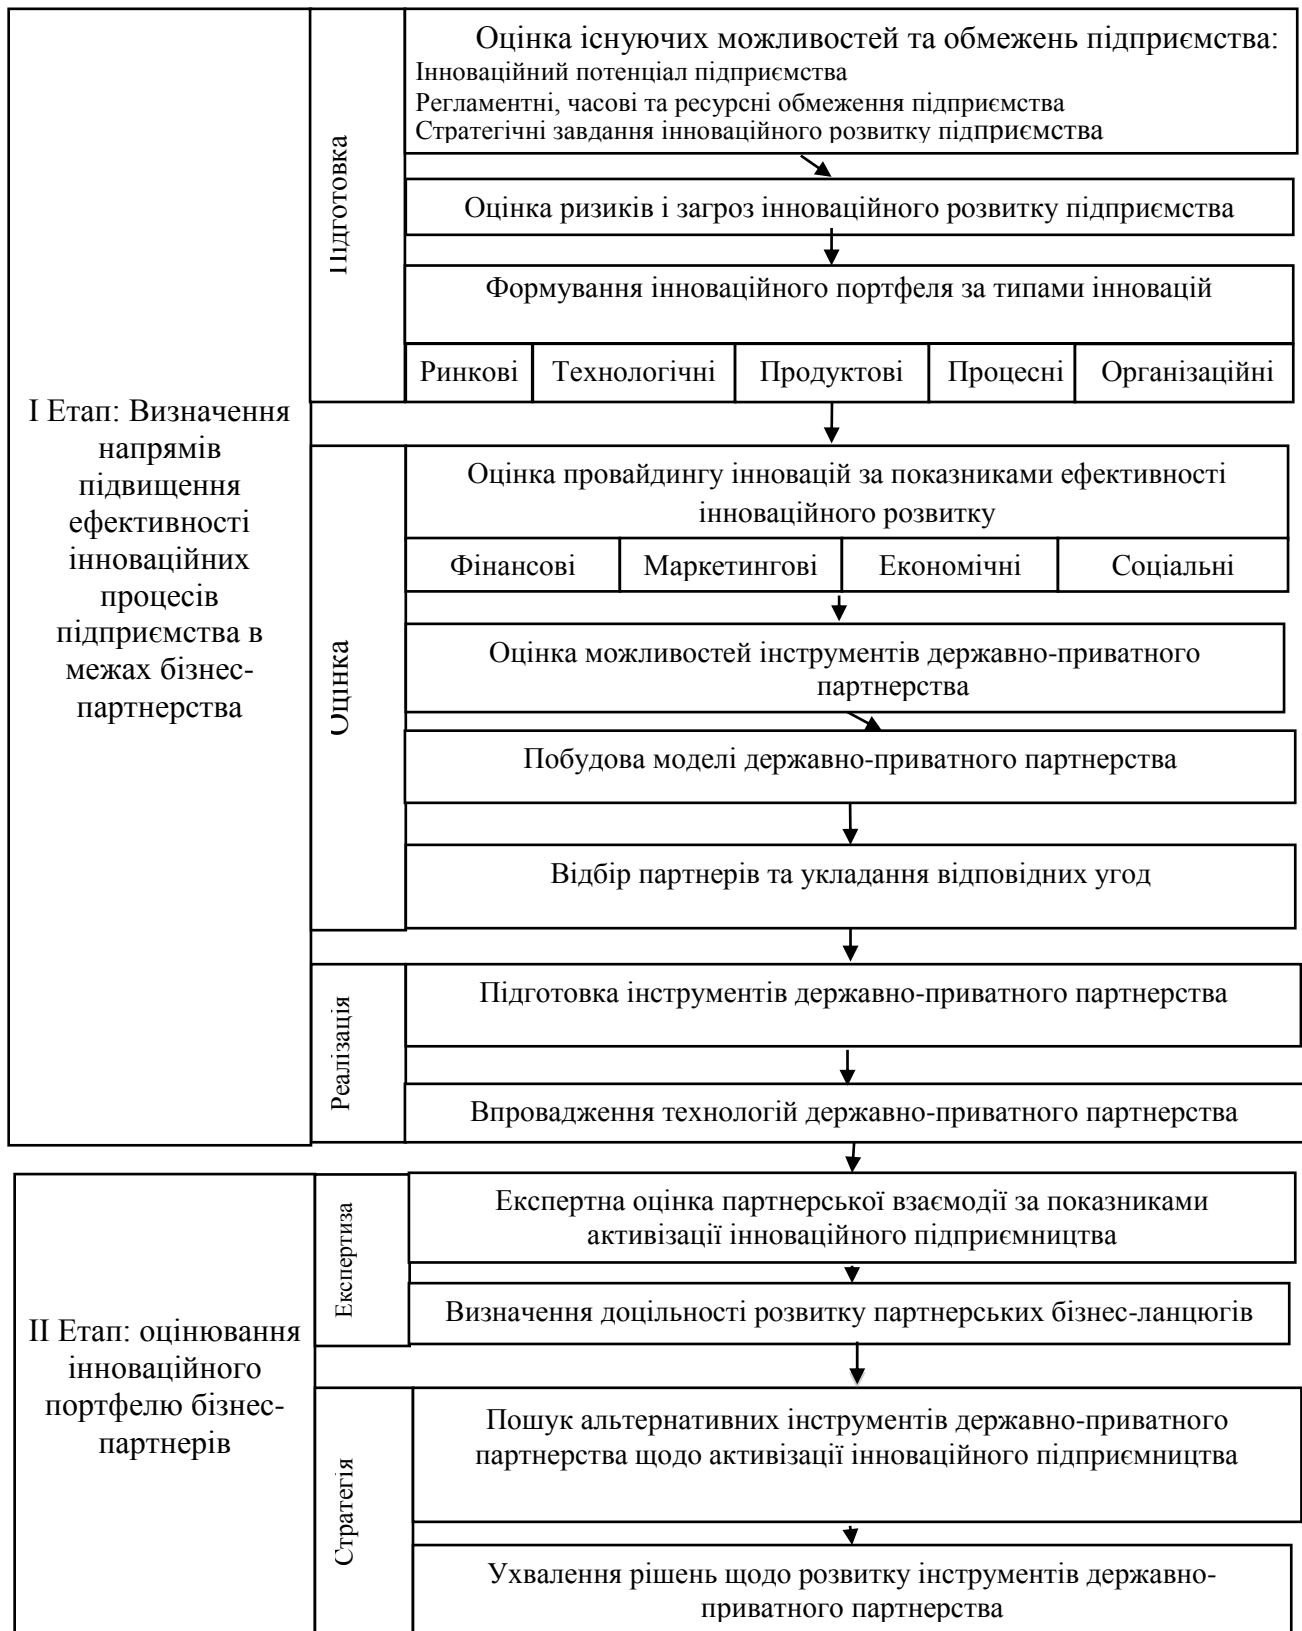 I Етап: Визначення
напрямів
підвищення
ефективності
інноваційних
процесів
підприємства в
межах бізнес-
партнерства
Підготовка
Оцінка існуючих можливостей та обмежень підприємства:
Інноваційний потенціал підприємства
Регламентні, часові та ресурсні обмеження підприємства
Стратегічні завдання інноваційного розвитку підприємства
Оцінка ризиків і загроз інноваційного розвитку підприємства
Формування інноваційного портфеля за типами інновацій
Ринкові Технологічні Продуктові Процесні Організаційні
Оцінка
Оцінка провайдингу інновацій за показниками ефективності
інноваційного розвитку
Фінансові Маркетингові Економічні Соціальні
Оцінка можливостей інструментів державно-приватного
партнерства
Побудова моделі державно-приватного партнерства
Відбір партнерів та укладання відповідних угод
Реалізація
Підготовка інструментів державно-приватного партнерства
Впровадження технологій державно-приватного партнерства
II Етап: оцінювання
інноваційного
портфелю бізнес-
партнерів
Експертиза
Експертна оцінка партнерської взаємодії за показниками
активізації інноваційного підприємництва
Визначення доцільності розвитку партнерських бізнес-ланцюгів
Стратегія
Пошук альтернативних інструментів державно-приватного
партнерства щодо активізації інноваційного підприємництва
Ухвалення рішень щодо розвитку інструментів державно-
приватного партнерства